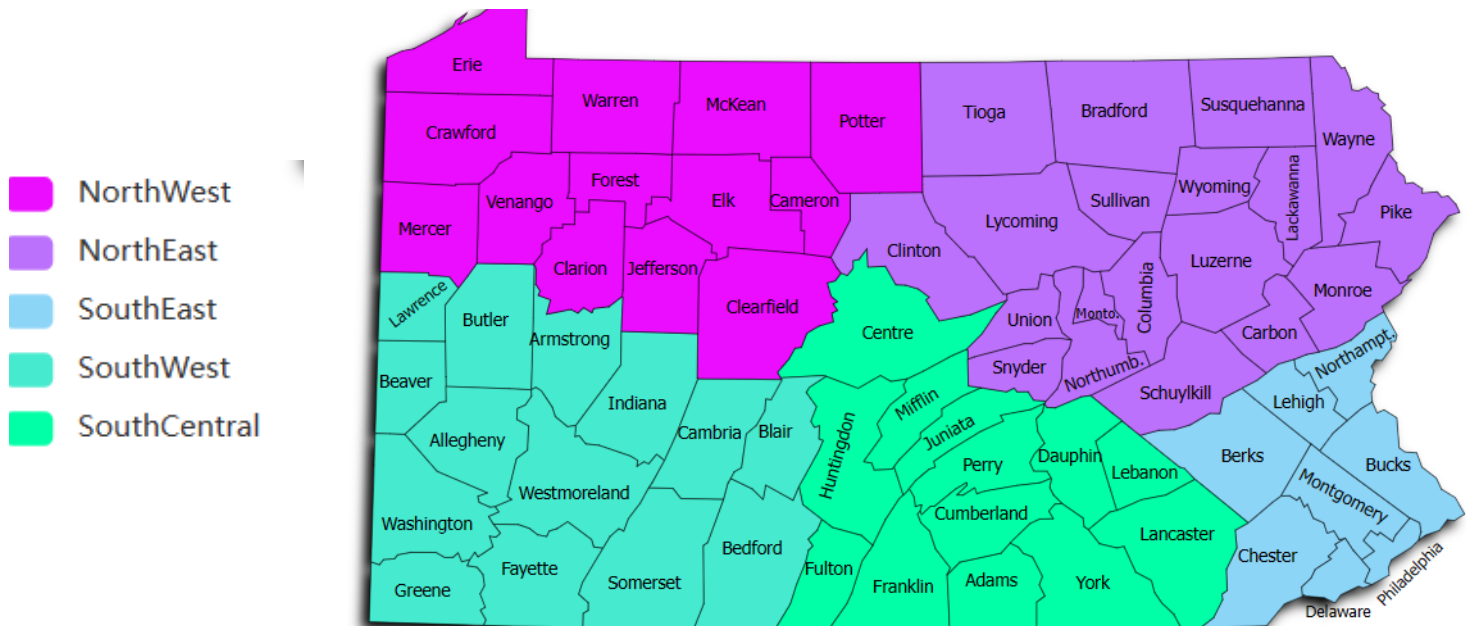 NorthWest
NorthEast
SouthEast
SouthWest
SouthCentral
Erie
Warren
McKean
Potter
Tioga
Bradford
Susquehanna
Wayne
Crawford
Forest
Elk
Cameron
Venango
Mercer
Clarion
Jefferson
Clearfield
Clinton
Lycoming
Sullivan
Wyoming
Lackawanna
Pike
Luzerne
Monroe
Columbia
Monto.
Union
Carbon
Snyder
Northumb.
Schuylkill
Lawrence
Butler
Armstrong
Centre
Northampt.
Beaver
Indiana
Lehigh
Allegheny
Cambria
Blair
Huntingdon
Mifflin
Juniata
Perry
Dauphin
Lebanon
Berks
Bucks
Montgomery
Washington
Westmoreland
Cumberland
Lancaster
Chester
Philadelphia
Delaware
Greene
Fayette
Somerset
Bedford
Fulton
Franklin
Adams
York